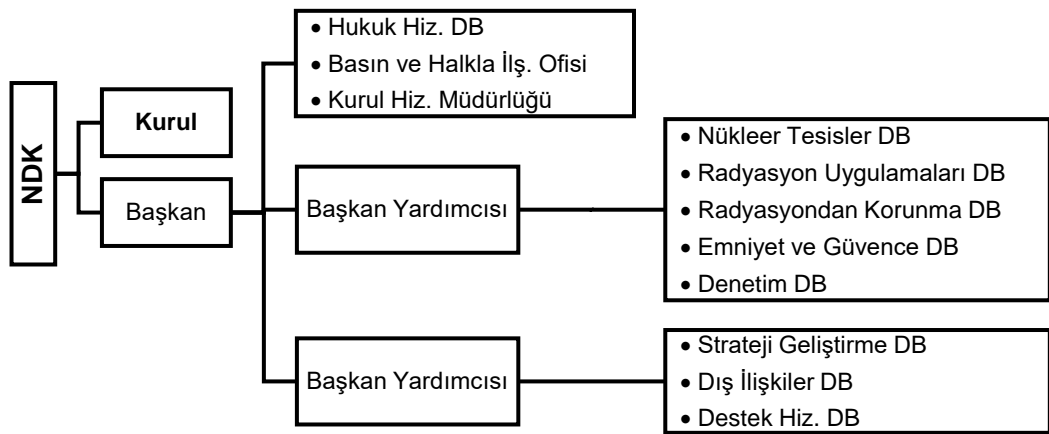 NDK
Kurul
Başkan
• Hukuk Hiz. DB
• Basın ve Halkla İlş. Ofisi
• Kurul Hiz. Müdürlüğü
Başkan Yardımcısı
• Nükleer Tesisler DB
• Radyasyon Uygulamaları DB
• Radyasyondan Korunma DB
• Emniyet ve Güvence DB
• Denetim DB
Başkan Yardımcısı
• Strateji Geliştirme DB
• Dış İlişkiler DB
• Destek Hiz. DB